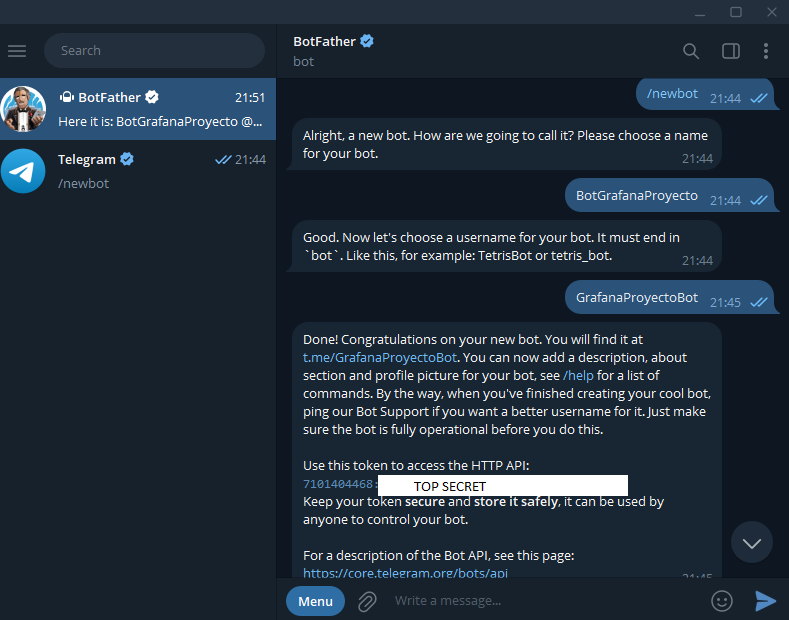 Search
BotFather
21:51
Here it is: BotGrafanaProyecto @...
Telegram
21:44
/newbot
BotFather
bot
/newbot
21:44
Alright, a new bot. How are we going to call it? Please choose a name
for your bot.
21:44
BotGrafanaProyecto
21:44
Good. Now let's choose a username for your bot. It must end in
`bot`. Like this, for example: TetrisBot or tetris_bot.
21:44
GrafanaProyectoBot
21:45
Done! Congratulations on your new bot. You will find it at
t.me/GrafanaProyectoBot. You can now add a description, about
section and profile picture for your bot, see /help for a list of
commands. By the way, when you've finished creating your cool bot,
ping our Bot Support if you want a better username for it. Just make
sure the bot is fully operational before you do this.
Use this token to access the HTTP API:
7101404468:
TOP SECRET
Keep your token secure and store it safely, it can be used by
anyone to control your bot.
For a description of the Bot API, see this page:
https://core.telegram.org/bots/api
21:45
Menu
Write a message...